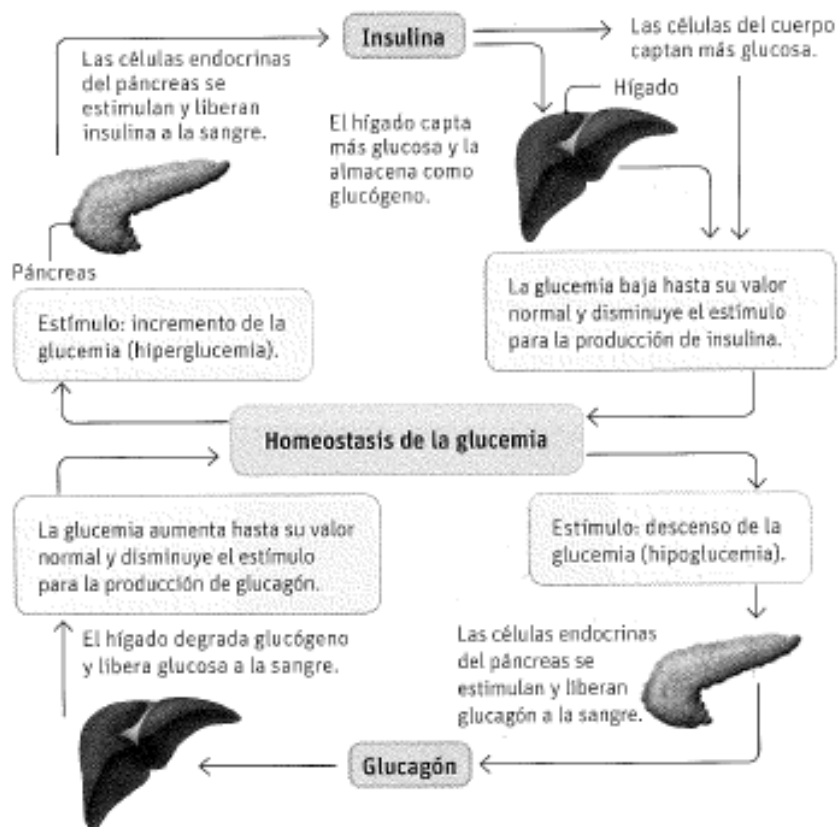 Insulina
Las células del cuerpo
captan más glucosa.
Las células endocrinas
del páncreas se
estimulan y liberan
insulina a la sangre.
Hígado
El hígado capta
más glucosa y la
almacena como
glucógeno.
Páncreas
La glucemia baja hasta su valor
normal y disminuye el estímulo
para la producción de insulina.
Estímulo: incremento de la
glucemia (hiperglucemia).
Homeostasis de la glucemia
La glucemia aumenta hasta su valor
normal y disminuye el estímulo
para la producción de glucagón.
Estímulo: descenso de la
glucemia (hipoglucemia).
El hígado degrada glucógeno
y libera glucosa a la sangre.
Las células endocrinas
del páncreas se
estimulan y liberan
glucagón a la sangre.
Glucagón